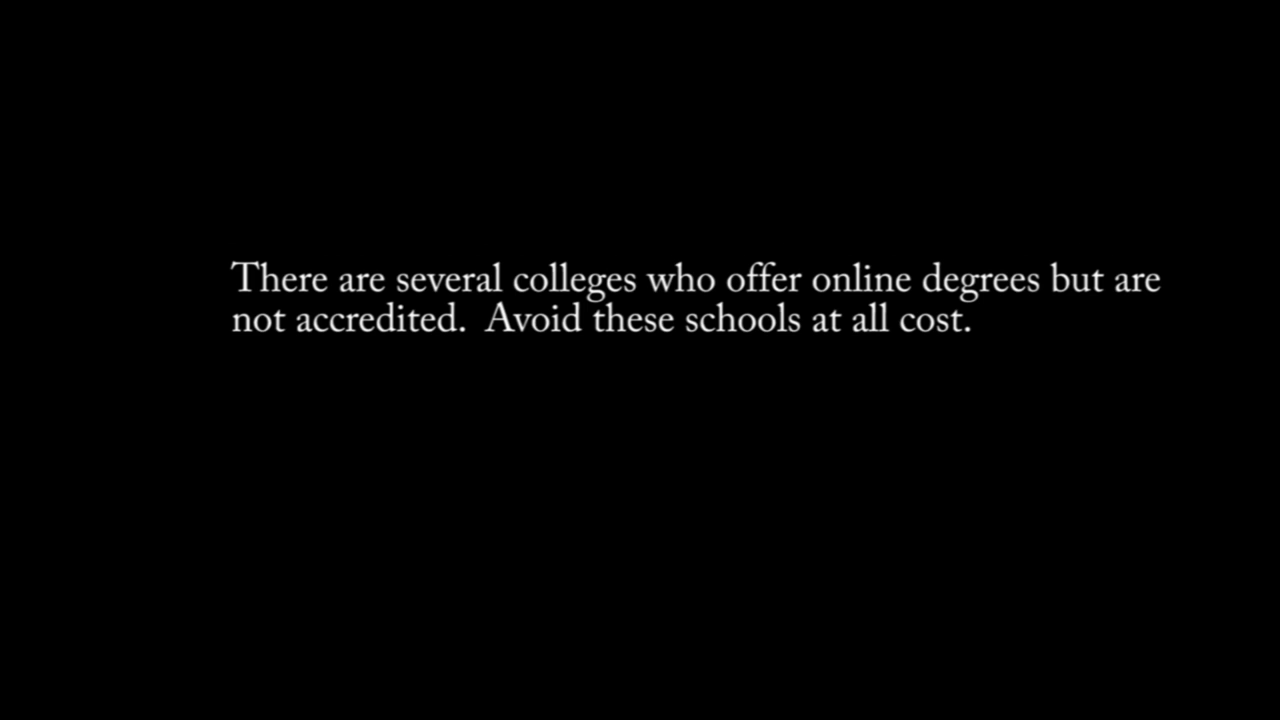 There are several colleges who offer online degrees but are
not accredited.  Avoid these schools at all cost.